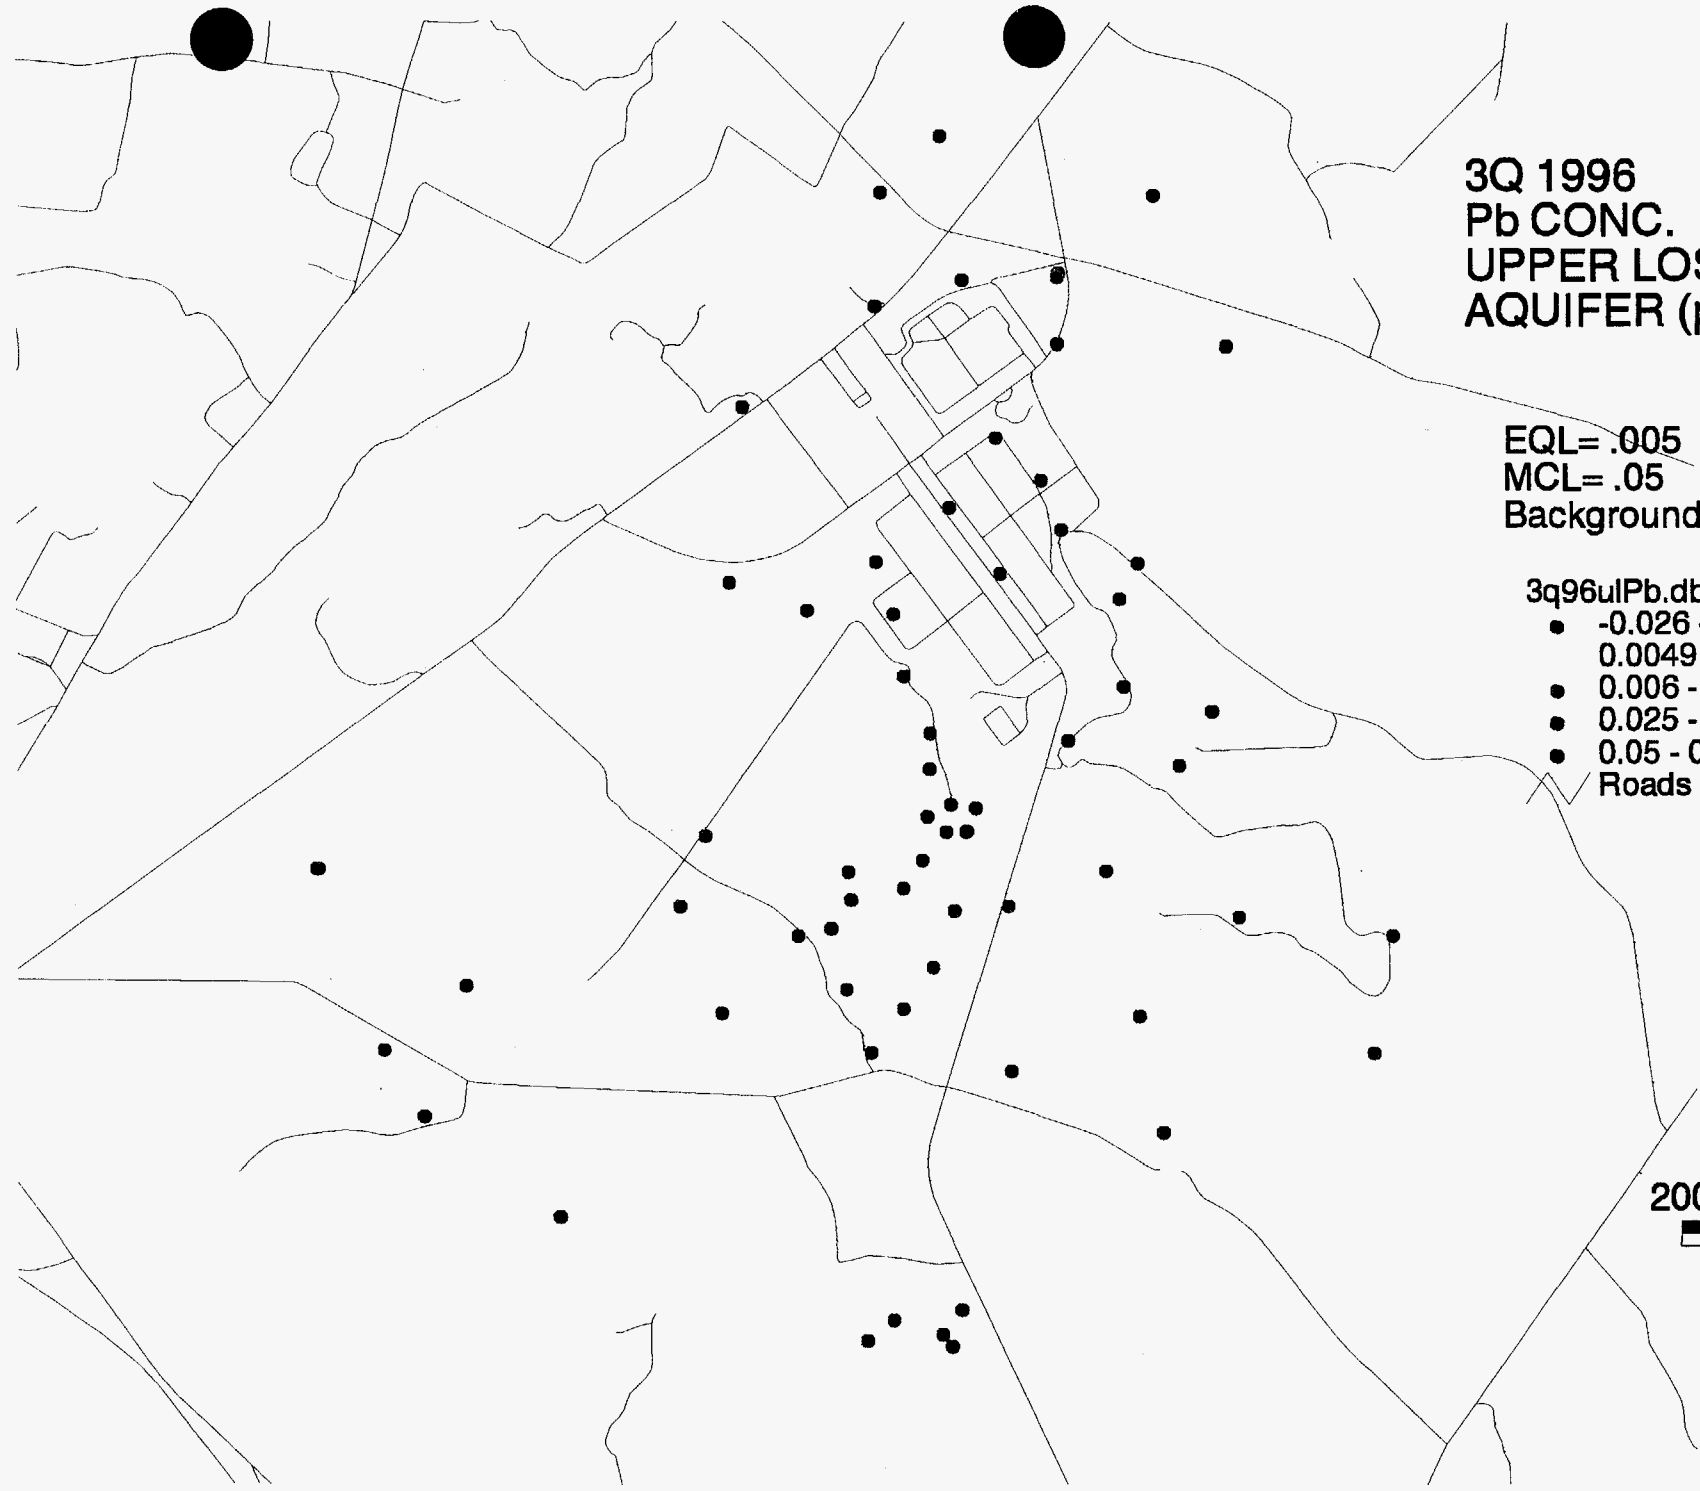 3Q 1996
Pb CONC.
UPPER LOS
AQUIFER (
EQL= .005
MCL= .05
Background
3q96ulPb.db
-0.026 -
0.0049
0.006 -
0.025 -
0.05 - 0
Roads
200